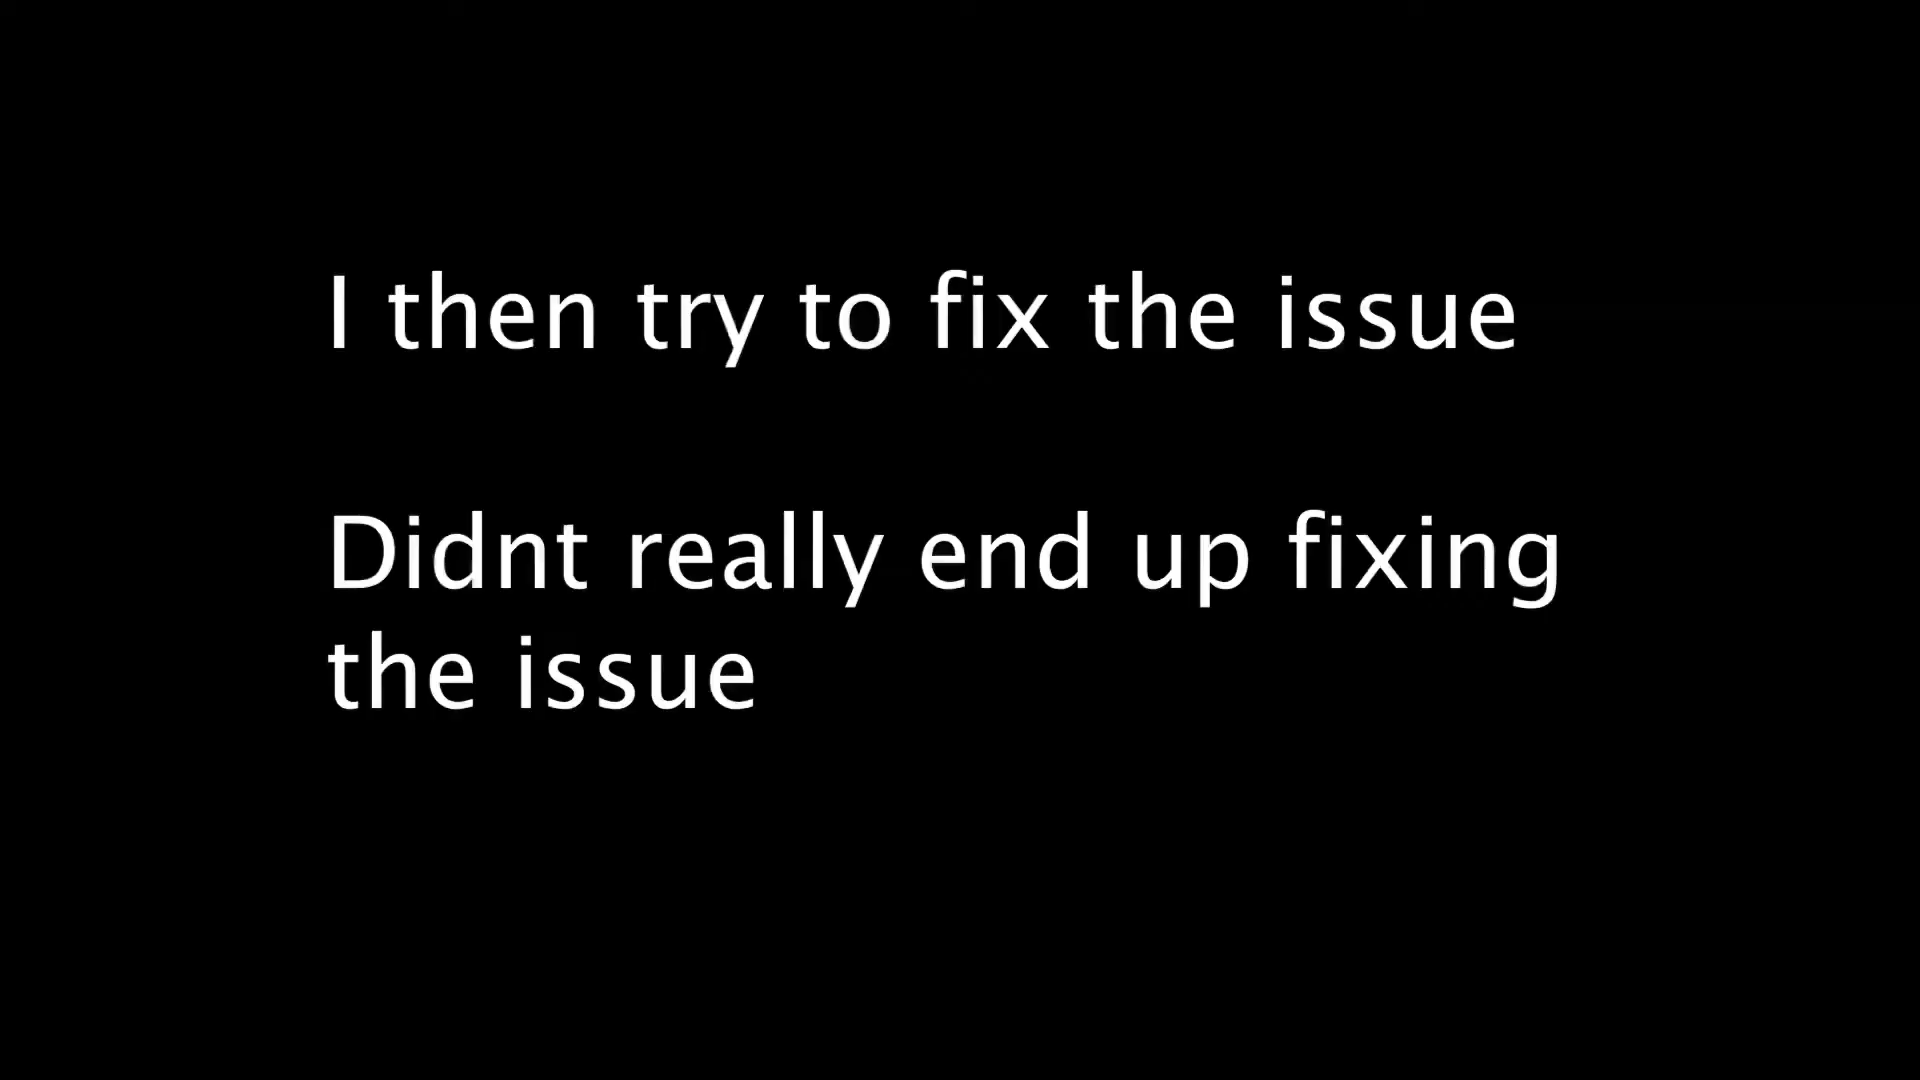 I then try to fix the issue
Didnt really end up fixing
the issue